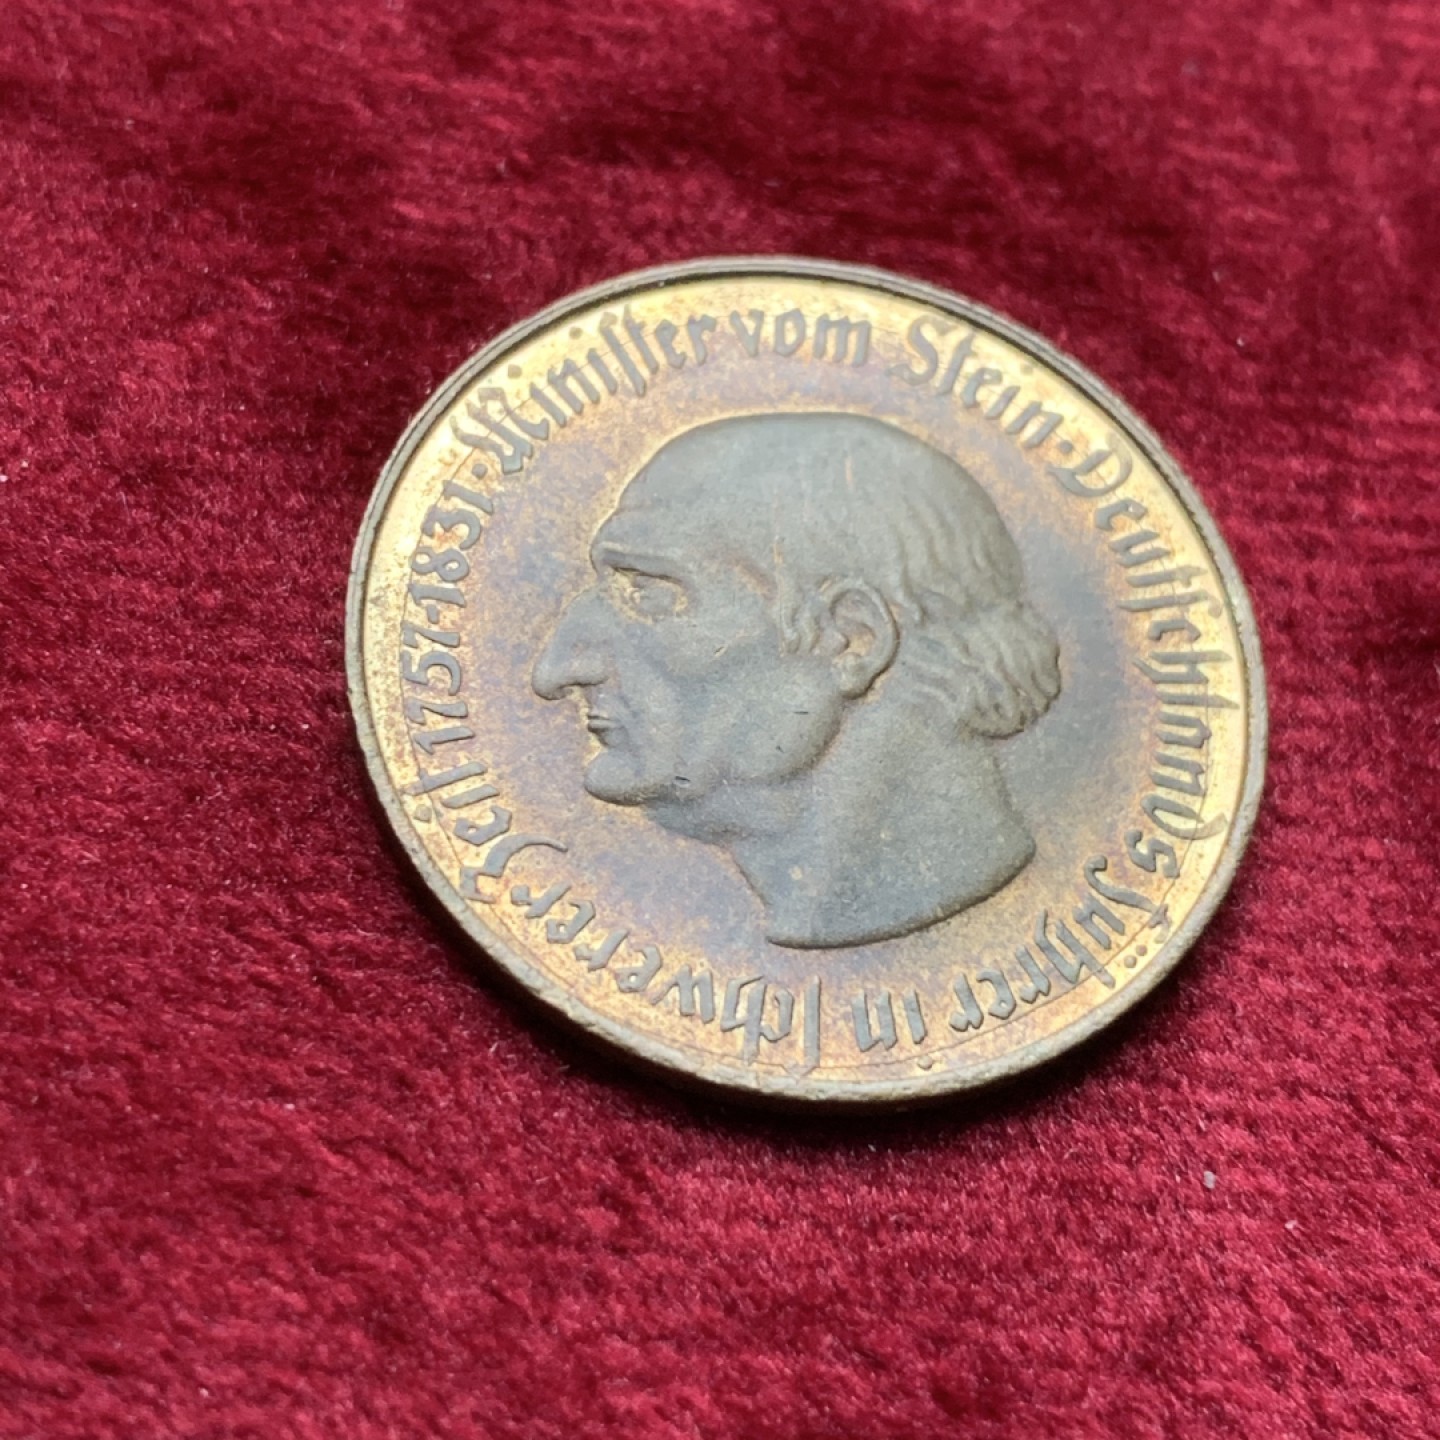 Minister vom Stein · Deutschlands Führer in schwerer Zeit 1757-1831 ·